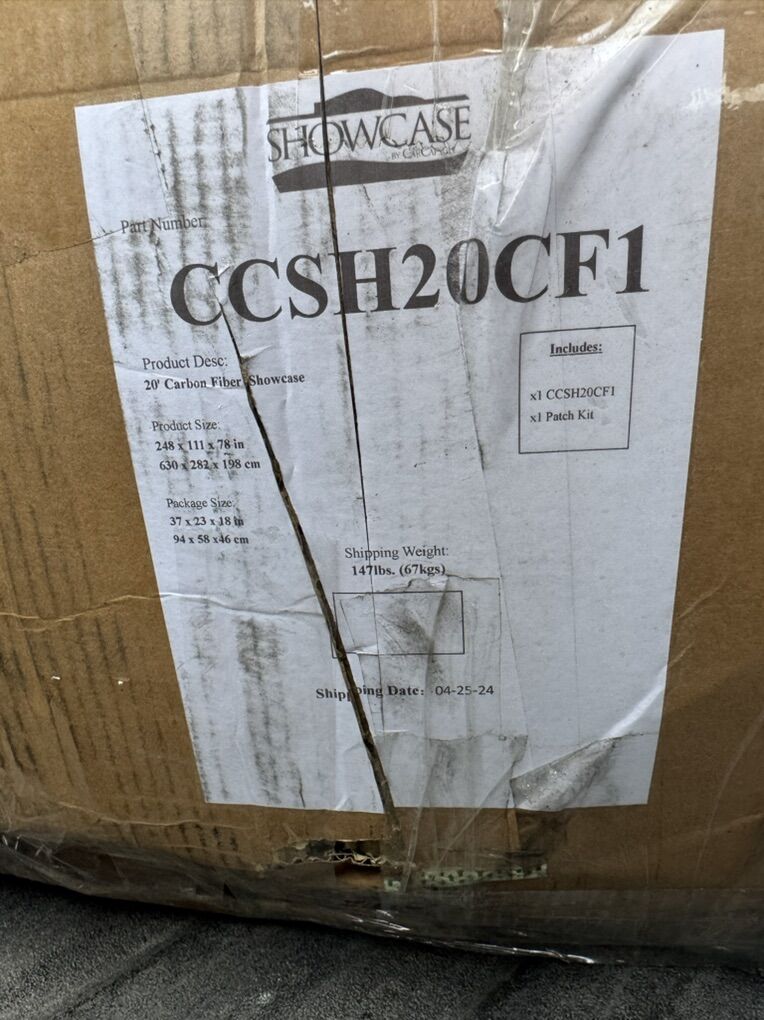 SHOWCASE
BY CARCAPSULE
Part Number:
CCSH20CF1
Product Desc:
20' Carbon Fiber Showcase
Product Size:
248 x 111 x 78 in
630 x 282 x 198 cm
Package Size:
37 x 23 x 18 in
94 x 58 x46 cm
Includes:
x1 CCSH20CF1
x1 Patch Kit
Shipping Weight:
147lbs. (67kgs)
Shipping Date: 04-25-24